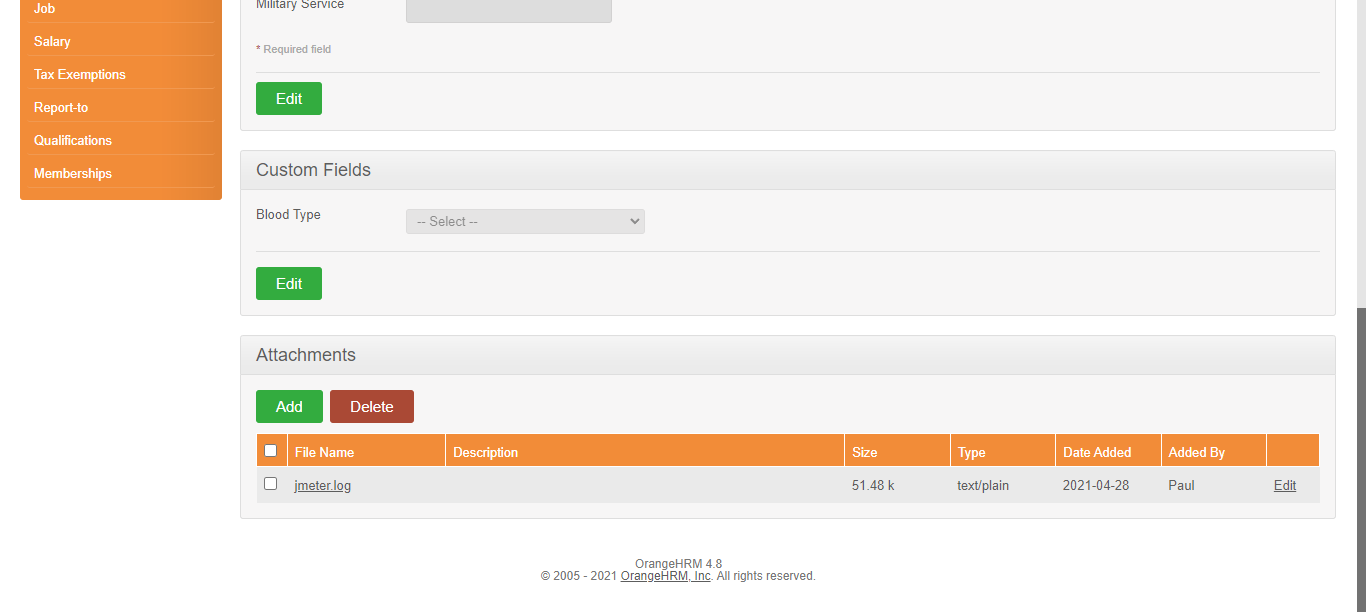 Job
Salary
Tax Exemptions
Report-to
Qualifications
Memberships
Military Service
* Required field
Edit
Custom Fields
Blood Type -- Select --
Edit
Attachments
Add Delete
File Name Description Size Type Date Added Added By
jmeter.log 51.48 k text/plain 2021-04-28 Paul Edit
OrangeHRM 4.8
© 2005 - 2021 OrangeHRM, Inc. All rights reserved.